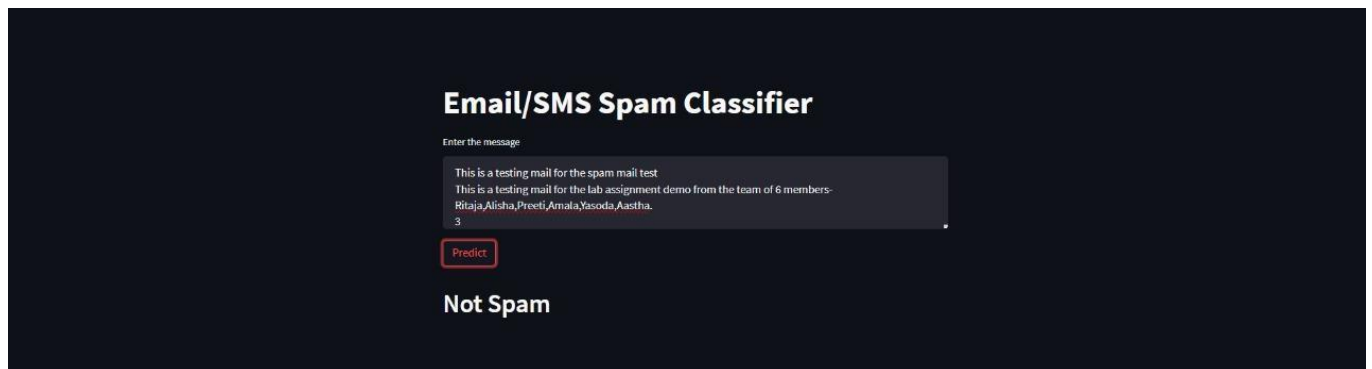 Email/SMS Spam Classifier
Enter the message
This is a testing mail for the spam mail test
This is a testing mail for the lab assignment demo from the team of 6 members-
Ritaja,Alisha,Preeti,Amala,Yasoda,Aastha.
3
Predict
Not Spam